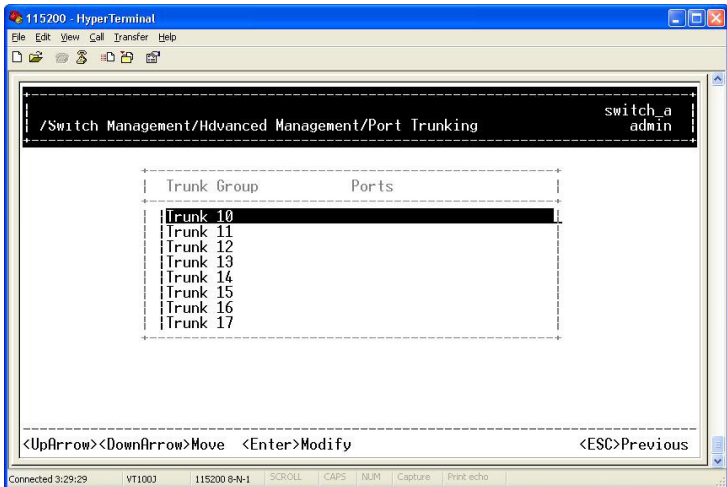 115200 - HyperTerminal
File Edit View Call Transfer Help
switch_a
/Switch Management/Hdvanced Management/Port Trunking admin
Trunk Group Ports
Trunk 10
Trunk 11
Trunk 12
Trunk 13
Trunk 14
Trunk 15
Trunk 16
Trunk 17
<UpArrow><DownArrow>Move <Enter>Modify <ESC>Previous
Connected 3:29:29 VT100J 115200 8-N-1 SCROLL CAPS NUM Capture Print echo